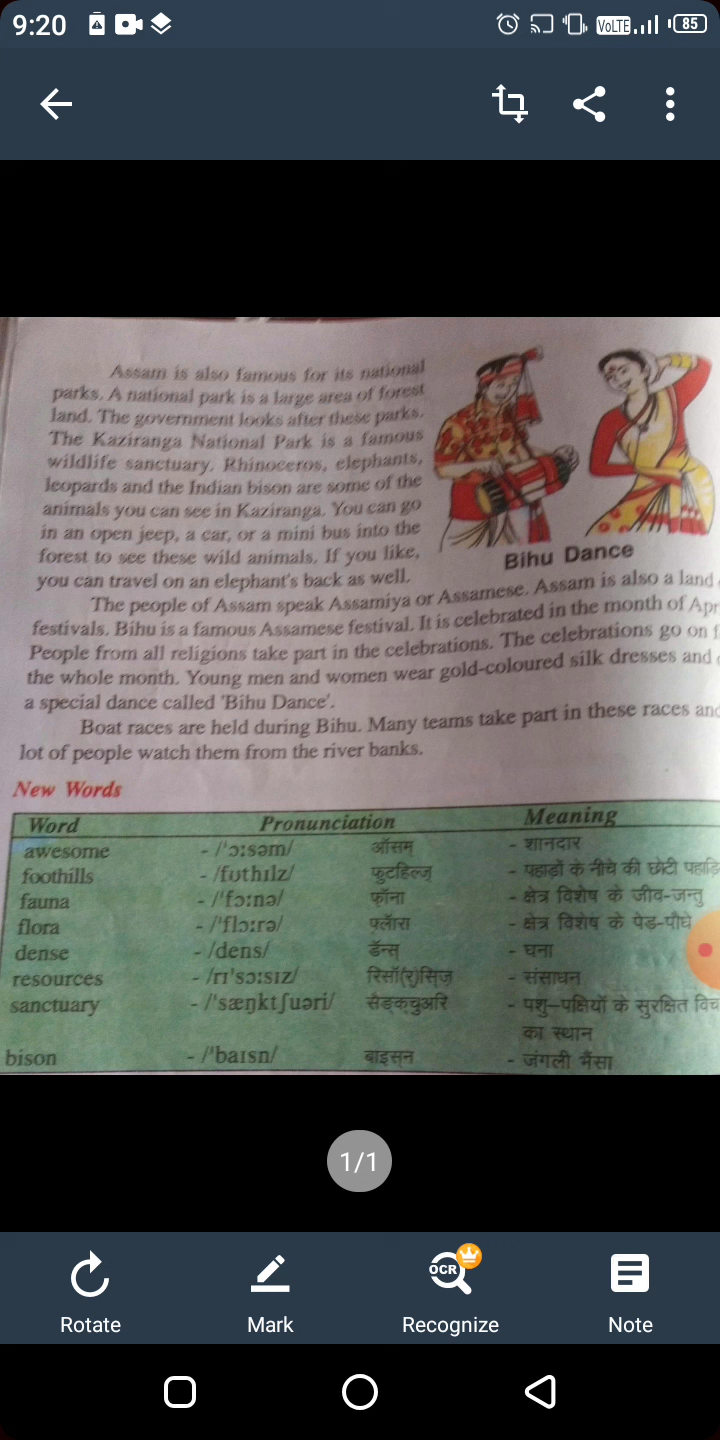 9:20
VoLTE
85
Assam is also famous for its national
parks. A national park is a large area of forest
land. The government looks after these parks.
The Kaziranga National Park is a famous
wildlife sanctuary. Rhinoceros, elephants,
leopards and the Indian bison are some of the
animals you can see in Kaziranga. You can go
in an open jeep, a car, or a mini bus into the
forest to see these wild animals. If you like,
you can travel on an elephant's back as well.
Bihu Dance
The people of Assam speak Assamiya or Assamese. Assam is also a land
festivals. Bihu is a famous Assamese festival. It is celebrated in the month of Apr
People from all religions take part in the celebrations. The celebrations go on f
the whole month. Young men and women wear gold-coloured silk dresses and
a special dance called 'Bihu Dance'.
Boat races are held during Bihu. Many teams take part in these races and
lot of people watch them from the river banks.
New Words
Word Pronunciation Meaning
awesome - /ˈɔːsəm/ ऑसम् - शानदार
foothills - /fʊthɪlz/ फुटहिल्ज़् - पहाड़ों के नीचे की छोटी पहाड़ि
fauna - /ˈfɔːnə/ फ़ॉना - क्षेत्र विशेष के जीव-जन्तु
flora - /ˈflɔːrə/ फ्लॉरा - क्षेत्र विशेष के पेड़-पौधे
dense - /dens/ डॅन्स् - घना
resources - /rɪˈsɔːsɪz/ रिसॉ(र्)सि़ज़ - संसाधन
sanctuary - /ˈsæŋktʃuəri/ सैङ्क्चुअरि - पशु-पक्षियों के सुरक्षित विच
का स्थान
bison - /ˈbaɪsn/ बाइस्न - जंगली भैंसा
1/1
OCR
Rotate Mark Recognize Note